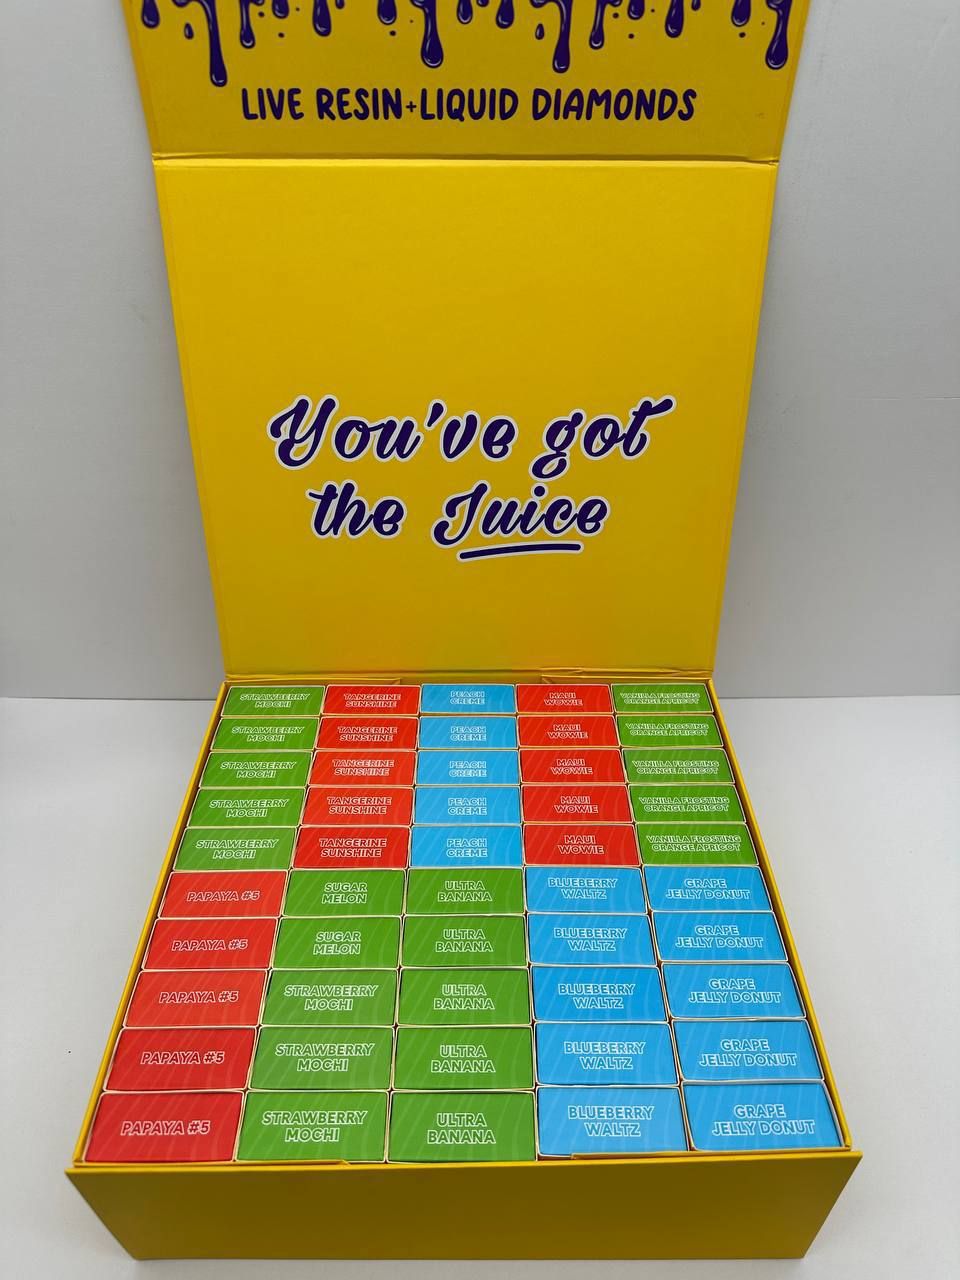 LIVE RESIN+LIQUID DIAMONDS
You've got
the Juice
STRAWBERRY
MOCHI
TANGERINE
SUNSHINE
PEACH
CREME
MAUI
WOWIE
VANILLA FROSTING
ORANGE APRICOT
STRAWBERRY
MOCHI
TANGERINE
SUNSHINE
PEACH
CREME
MAUI
WOWIE
VANILLA FROSTING
ORANGE APRICOT
STRAWBERRY
MOCHI
TANGERINE
SUNSHINE
PEACH
CREME
MAUI
WOWIE
VANILLA FROSTING
ORANGE APRICOT
STRAWBERRY
MOCHI
TANGERINE
SUNSHINE
PEACH
CREME
MAUI
WOWIE
VANILLA FROSTING
ORANGE APRICOT
STRAWBERRY
MOCHI
TANGERINE
SUNSHINE
PEACH
CREME
MAUI
WOWIE
VANILLA FROSTING
ORANGE APRICOT
PAPAYA #5
SUGAR
MELON
ULTRA
BANANA
BLUEBERRY
WALTZ
GRAPE
JELLY DONUT
PAPAYA #5
SUGAR
MELON
ULTRA
BANANA
BLUEBERRY
WALTZ
GRAPE
JELLY DONUT
PAPAYA #5
STRAWBERRY
MOCHI
ULTRA
BANANA
BLUEBERRY
WALTZ
GRAPE
JELLY DONUT
PAPAYA #5
STRAWBERRY
MOCHI
ULTRA
BANANA
BLUEBERRY
WALTZ
GRAPE
JELLY DONUT
PAPAYA #5
STRAWBERRY
MOCHI
ULTRA
BANANA
BLUEBERRY
WALTZ
GRAPE
JELLY DONUT